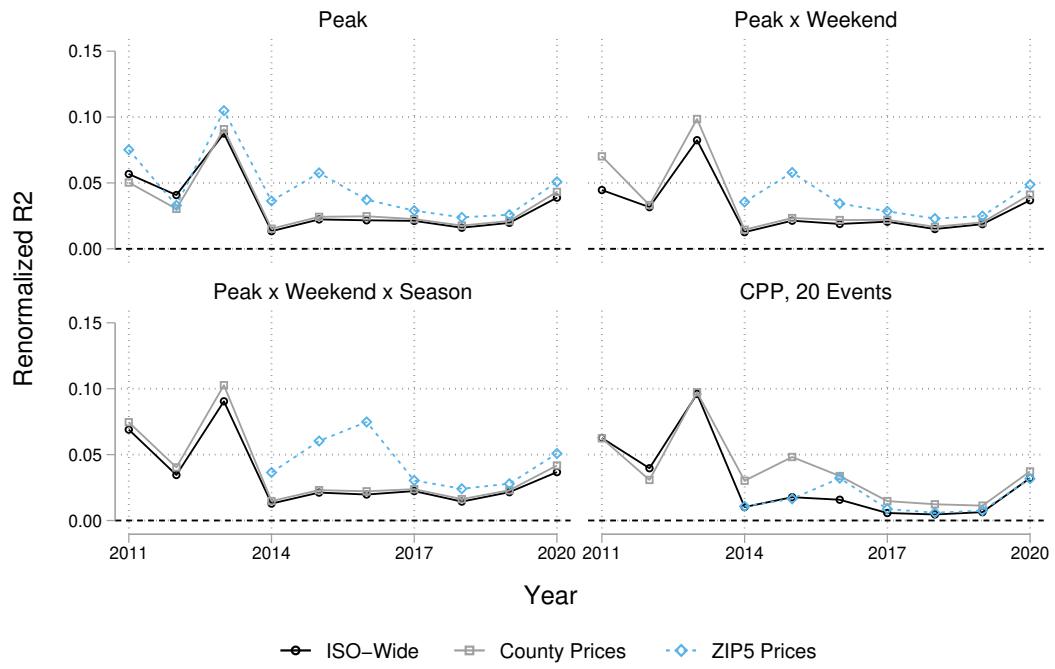 Peak
Peak x Weekend
0.15
0.10
0.05
0.00
Renormalized R2
Peak x Weekend x Season
CPP, 20 Events
0.15
0.10
0.05
0.00
2011
2014
2017
2020
2011
2014
2017
2020
Year
ISO−Wide
County Prices
ZIP5 Prices